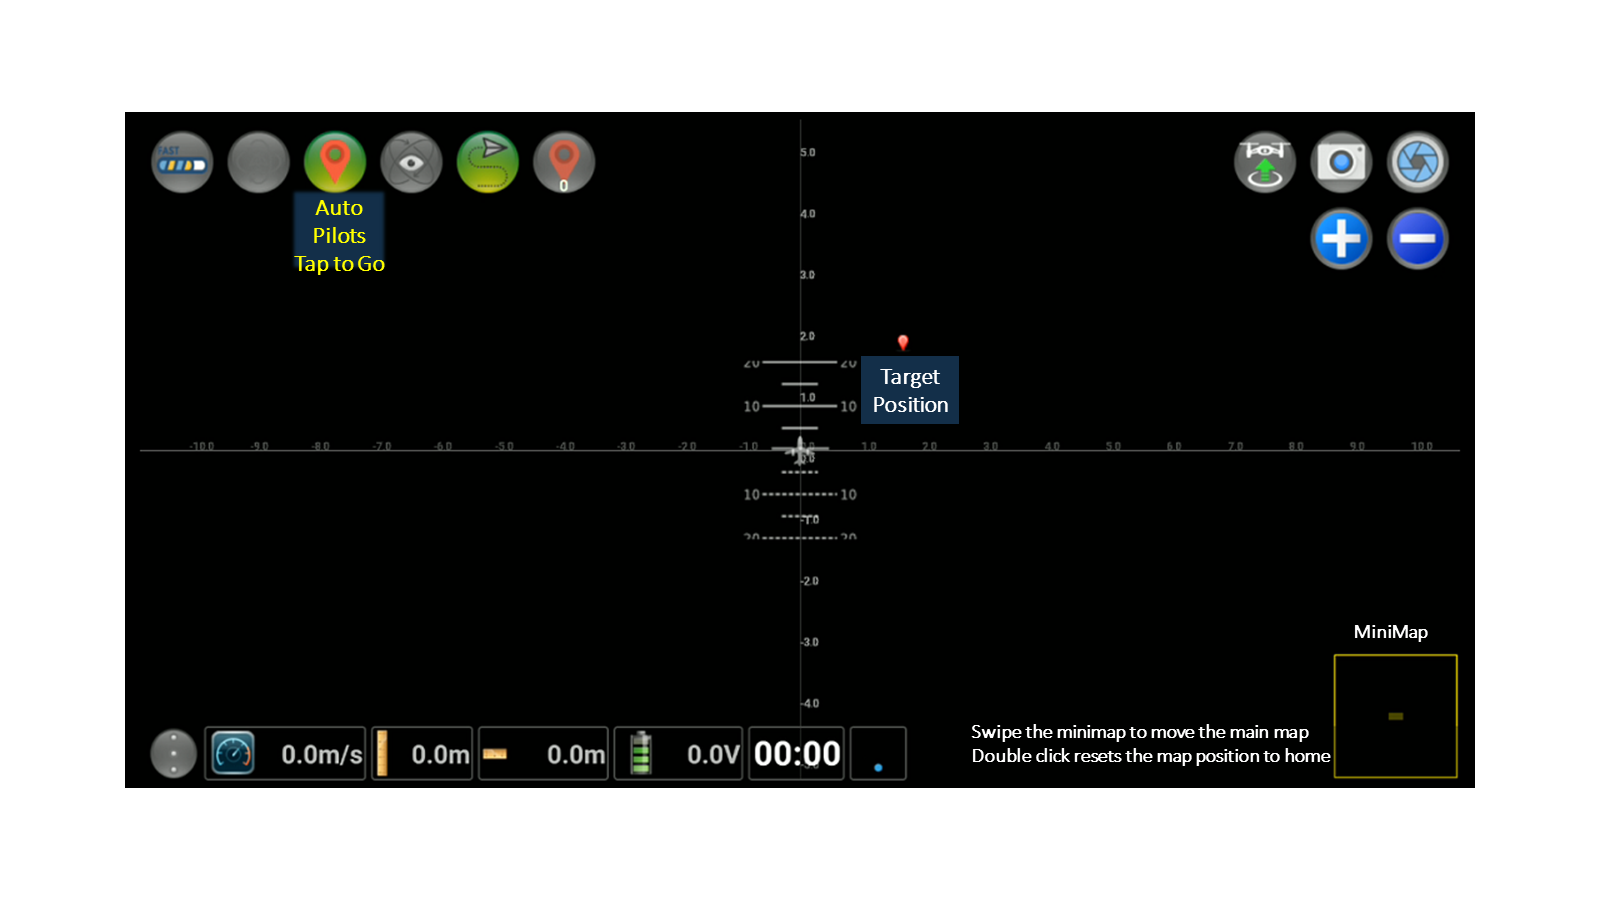 FAST
0
Auto
Pilots
Tap to Go
5.0
4.0
3.0
2.0
20 20
Target
Position
1.0
10 10
-10.0 -9.0 -8.0 -7.0 -6.0 -5.0 -4.0 -3.0 -2.0 -1.0 0.0 1.0 2.0 3.0 4.0 5.0 6.0 7.0 8.0 9.0 10.0
0.0
10 10
-1.0
20 20
-2.0
-3.0
-4.0
MiniMap
Swipe the minimap to move the main map
Double click resets the map position to home
0.0m/s 0.0m 0.0m 0.0V 00:00